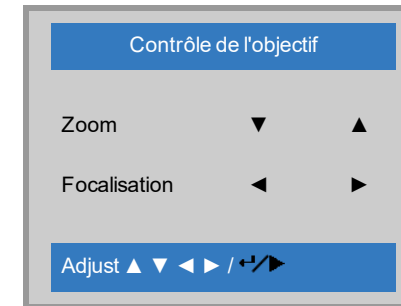 Contrôle de l'objectif
Zoom ▼ ▲
Focalisation ◄ ►
Adjust ▲ ▼ ◄ ► / ↵/►